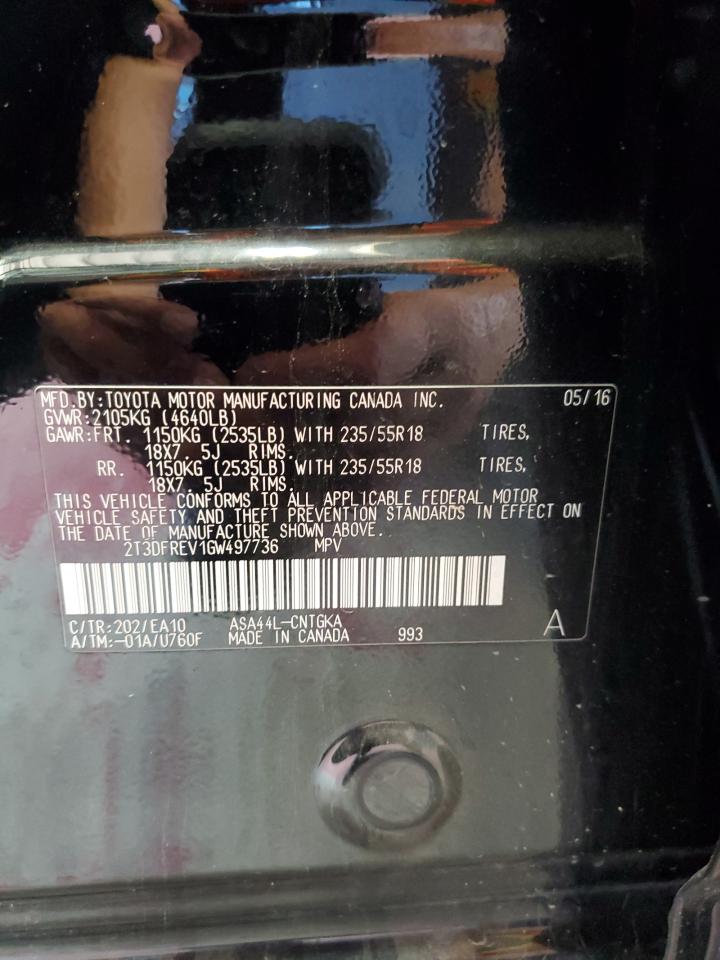 MFD.BY:TOYOTA MOTOR MANUFACTURING CANADA INC. 05/16
GVWR:2105KG (4640LB)
GAWR:FRT. 1150KG (2535LB) WITH 235/55R18 TIRES,
18X7.5J RIMS.
RR. 1150KG (2535LB) WITH 235/55R18 TIRES,
18X7.5J RIMS.
THIS VEHICLE CONFORMS TO ALL APPLICABLE FEDERAL MOTOR
VEHICLE SAFETY AND THEFT PREVENTION STANDARDS IN EFFECT ON
THE DATE OF MANUFACTURE SHOWN ABOVE.
2T3DFREV1GW497736 MPV
C/TR:202/EA10 ASA44L-CNTGKA
A/TM:-01A/U760F MADE IN CANADA 993 A